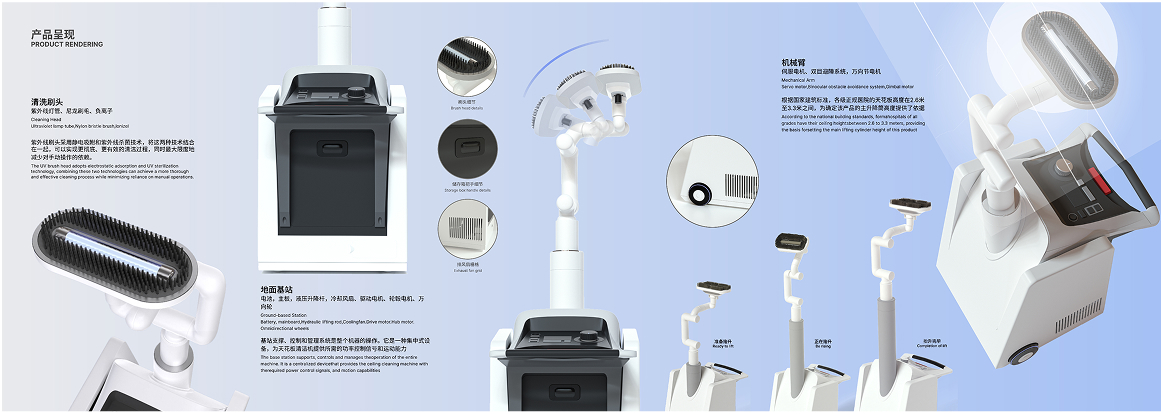 产品呈现
PRODUCT RENDERING
清洗刷头
紫外线灯管、尼龙刷毛、负离子
Cleaning Head
Ultraviolet lamp tube/Nylon bristle brush/ionizol
紫外线刷头采用静电吸附和紫外线杀菌技术，将这两种技术结合
在一起，可以实现更彻底、更有效的清洁过程，同时最大限度地
减少对手动操作的依赖。
The UV brush head adopts electrostatic adsorption and UV sterilization
technology, combining these two technologies can achieve a more thorough
and effective cleaning process while minimizing reliance on manual operations.
地面基站
电池，主板，液压升降杆，冷却风扇、驱动电机、轮毂电机、万
向轮
Ground-based Station
Battery, mainboard,Hydraulic lifting rod,Coolingfan,Drive motor,Hub motor.
Omnidirectional wheels
基站支撑、控制和管理系统是整个机器的操作。它是一种集中式设
备，为天花板清洁机提供所需的功率控制信号和运动能力
The base station supports, controls and manages theoperation of the entire
machine. It is a centralized devicethat provides the ceiling cleaning machine with
therequired power control signals, and motion capabilities
刷头细节
Brush head details
储存箱把手细节
Storage box handle details
排风扇栅格
Exhaust fan grid
机械臂
伺服电机、双目避障系统，万向节电机
Mechanical Arm
Servo motor,Binocular obstacle avoidance system,Gimbal motor
根据国家建筑标准，各级正规医院的天花板高度在2.6米
至3.3米之间，为确定该产品的主升降筒高度提供了依据
According to the national building standards, formahospitals of all
grades have their ceiling heightsbetween 2.6 to 3.3 meters, providing
the basis forsetting the main lifting cylinder height of this product
准备抬升
Ready to lift
正在抬升
Be rising
抬升完毕
Completion of lift